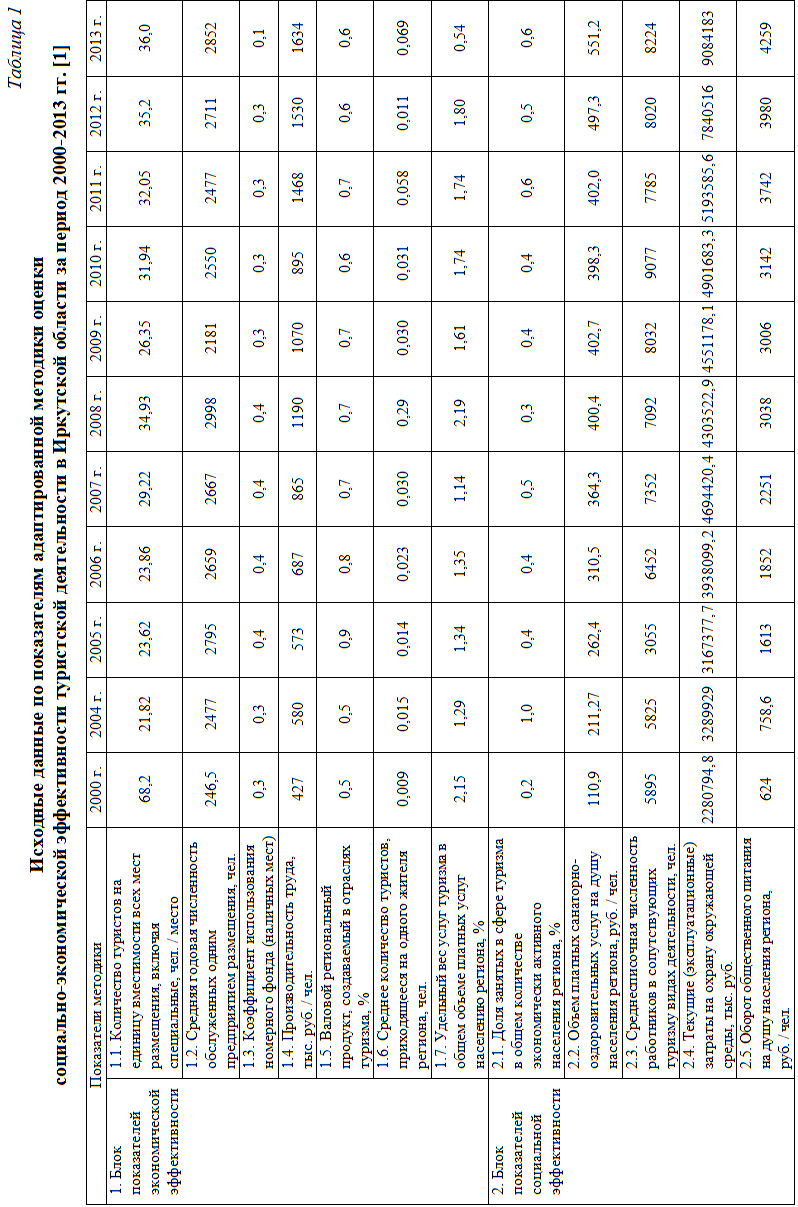 Таблица 1
Исходные данные по показателям адаптированной методики оценки
социально-экономической эффективности туристской деятельности в Иркутской области за период 2000-2013 гг. [1]
Показатели методики 2000 г. 2004 г. 2005 г. 2006 г. 2007 г. 2008 г. 2009 г. 2010 г. 2011 г. 2012 г. 2013 г.
1. Блок
показателей
экономической
эффективности
1.1. Количество туристов на
единицу вместимости всех мест
размещения, включая
специальные, чел. / место
68,2 21,82 23,62 23,86 29,22 34,93 26,35 31,94 32,05 35,2 36,0
1.2. Средняя годовая численность
обслуженных одним
предприятием размещения, чел.
246,5 2477 2795 2659 2667 2998 2181 2550 2477 2711 2852
1.3. Коэффициент использования
номерного фонда (наличных мест)
0,3 0,3 0,4 0,4 0,4 0,4 0,3 0,3 0,3 0,3 0,1
1.4. Производительность труда,
тыс. руб. / чел.
427 580 573 687 865 1190 1070 895 1468 1530 1634
1.5. Валовой региональный
продукт, создаваемый в отраслях
туризма, %
0,5 0,5 0,9 0,8 0,7 0,7 0,7 0,6 0,7 0,6 0,6
1.6. Среднее количество туристов,
приходящееся на одного жителя
региона, чел.
0,009 0,015 0,014 0,023 0,030 0,29 0,030 0,031 0,058 0,011 0,069
1.7. Удельный вес услуг туризма в
общем объеме платных услуг
населению региона, %
2,15 1,29 1,34 1,35 1,14 2,19 1,61 1,74 1,74 1,80 0,54
2. Блок
показателей
социальной
эффективности
2.1. Доля занятых в сфере туризма
в общем количестве
экономически активного
населения региона, %
0,2 1,0 0,4 0,4 0,5 0,3 0,4 0,4 0,6 0,5 0,6
2.2. Объем платных санаторно-
оздоровительных услуг на душу
населения региона, руб. / чел.
110,9 211,27 262,4 310,5 364,3 400,4 402,7 398,3 402,0 497,3 551,2
2.3. Среднесписочная численность
работников в сопутствующих
туризму видах деятельности, чел.
5895 5825 3055 6452 7352 7092 8032 9077 7785 8020 8224
2.4. Текущие (эксплуатационные)
затраты на охрану окружающей
среды, тыс. руб.
2280794,8 3289929 3167377,7 3938099,2 4694420,4 4303522,9 4551178,1 4901683,3 5193585,6 7840516 9084183
2.5. Оборот общественного питания
на душу населения региона,
руб. / чел.
624 758,6 1613 1852 2251 3038 3006 3142 3742 3980 4259